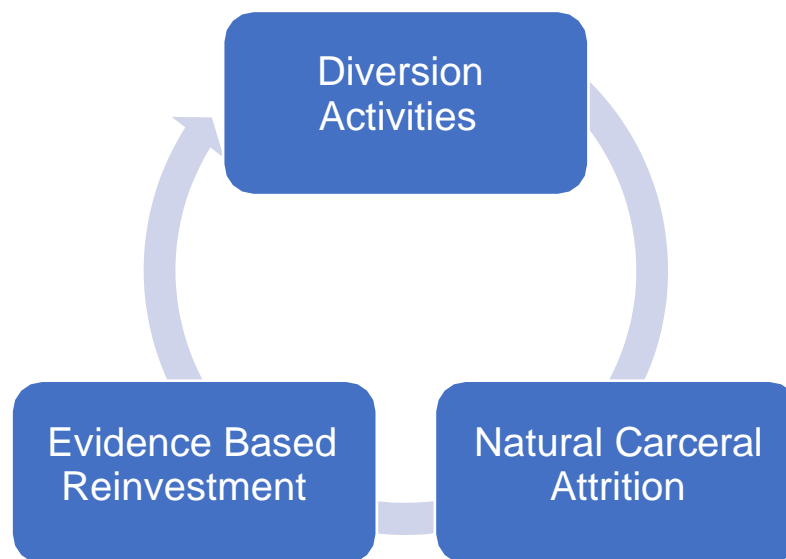 Diversion
Activities
Evidence Based
Reinvestment
Natural Carceral
Attrition